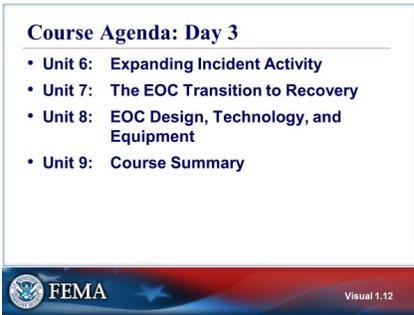 Course Agenda: Day 3
• Unit 6: Expanding Incident Activity
• Unit 7: The EOC Transition to Recovery
• Unit 8: EOC Design, Technology, and
Equipment
• Unit 9: Course Summary
FEMA
Visual 1.12